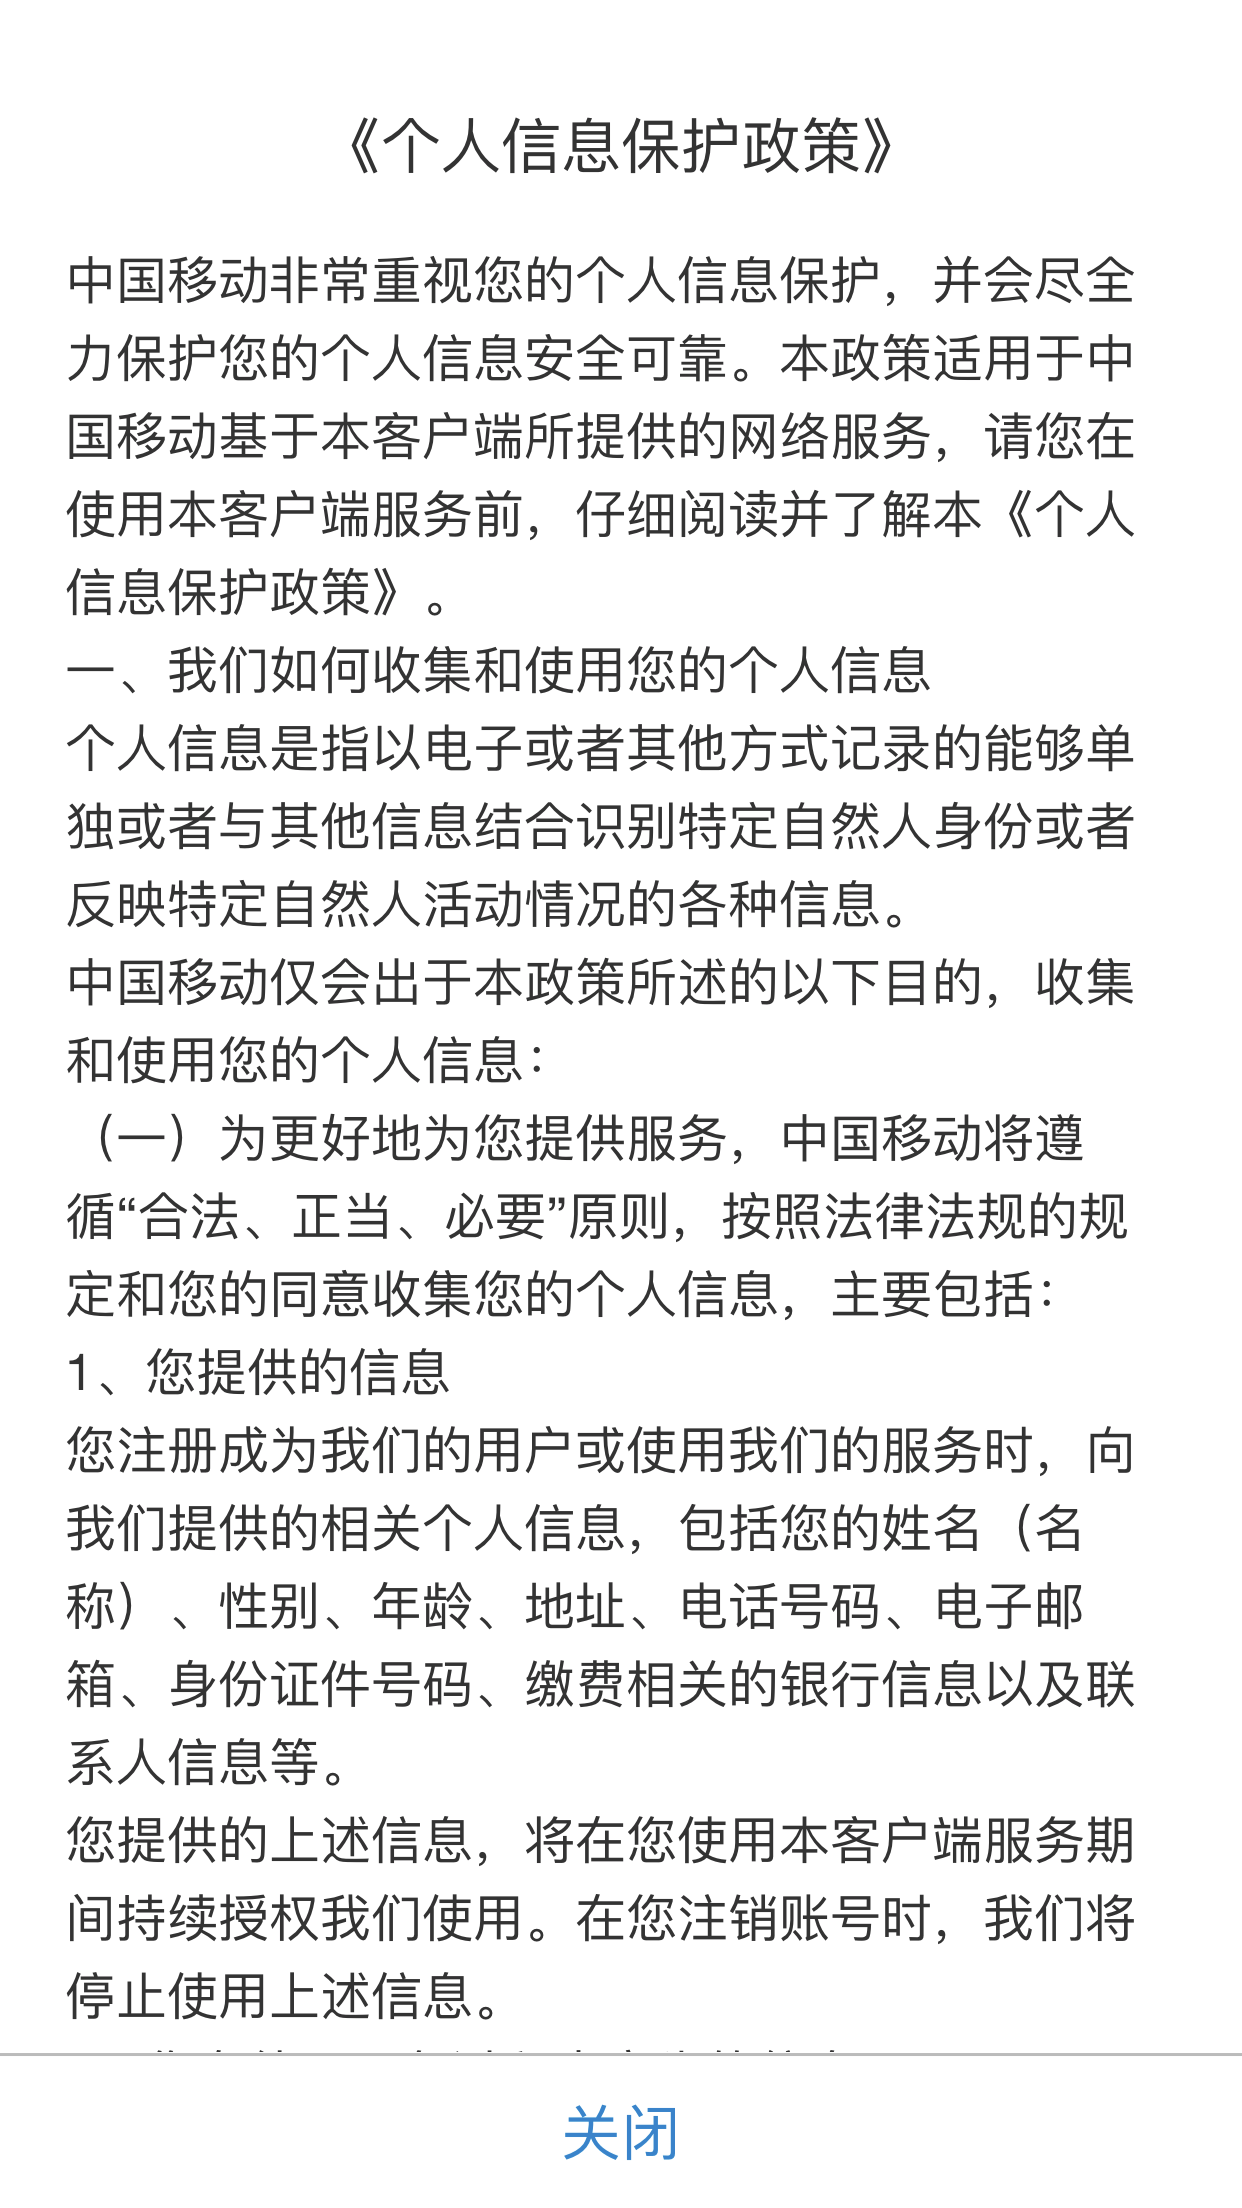 《个人信息保护政策》
中国移动非常重视您的个人信息保护，并会尽全
力保护您的个人信息安全可靠。本政策适用于中
国移动基于本客户端所提供的网络服务，请您在
使用本客户端服务前，仔细阅读并了解本《个人
信息保护政策》。
一、我们如何收集和使用您的个人信息
个人信息是指以电子或者其他方式记录的能够单
独或者与其他信息结合识别特定自然人身份或者
反映特定自然人活动情况的各种信息。
中国移动仅会出于本政策所述的以下目的，收集
和使用您的个人信息：
（一）为更好地为您提供服务，中国移动将遵
循“合法、正当、必要”原则，按照法律法规的规
定和您的同意收集您的个人信息，主要包括：
1、您提供的信息
您注册成为我们的用户或使用我们的服务时，向
我们提供的相关个人信息，包括您的姓名（名
称）、性别、年龄、地址、电话号码、电子邮
箱、身份证件号码、缴费相关的银行信息以及联
系人信息等。
您提供的上述信息，将在您使用本客户端服务期
间持续授权我们使用。在您注销账号时，我们将
停止使用上述信息。
关闭